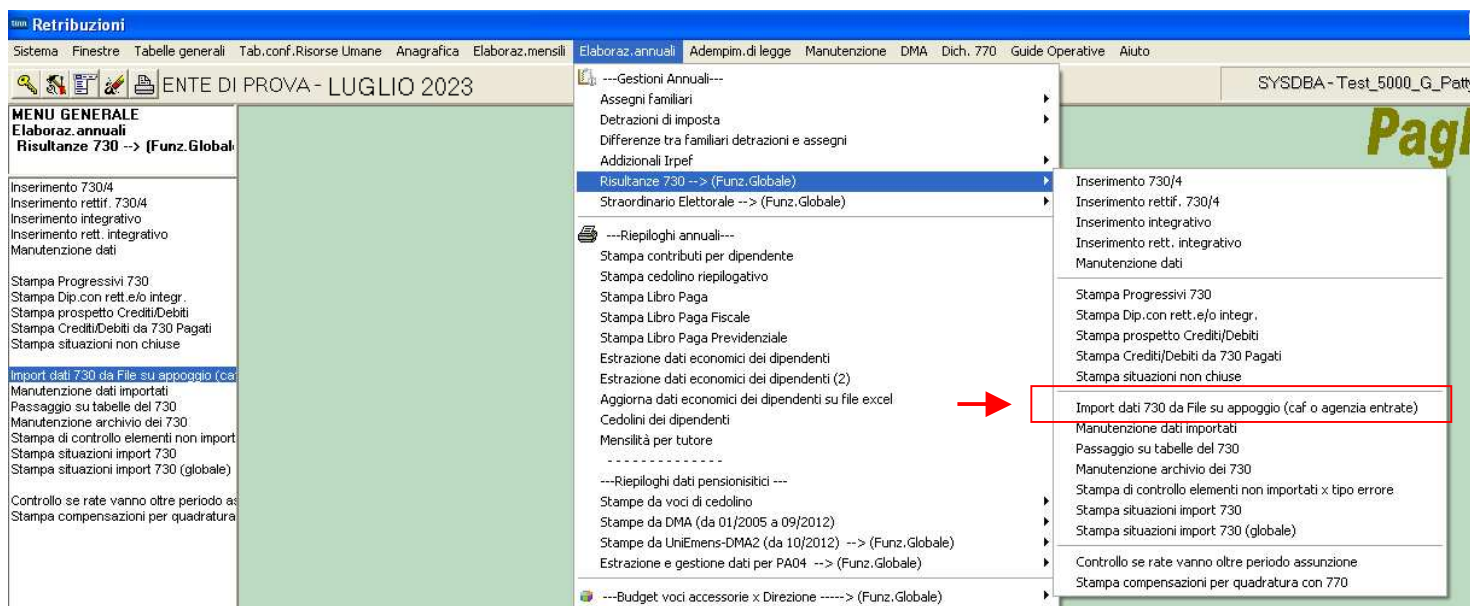 Retribuzioni
Sistema Finestre Tabelle generali Tab.conf.Risorse Umane Anagrafica Elaboraz.mensili Elaboraz.annuali Adempim.di legge Manutenzione DMA Dich. 770 Guide Operative Aiuto
ENTE DI PROVA - LUGLIO 2023
SYSDBA - Test_5000_G_Patty
MENU GENERALE
Elaboraz.annuali
Risultanze 730 --> (Funz.Globale
Inserimento 730/4
Inserimento rettif. 730/4
Inserimento integrativo
Inserimento rett. integrativo
Manutenzione dati
Stampa Progressivi 730
Stampa Dip.con rett.e/o integr.
Stampa prospetto Crediti/Debiti
Stampa Crediti/Debiti da 730 Pagati
Stampa situazioni non chiuse
Import dati 730 da File su appoggio (caf
Manutenzione dati importati
Passaggio su tabelle del 730
Manutenzione archivio dei 730
Stampa di controllo elementi non import
Stampa situazioni import 730
Stampa situazioni import 730 (globale)
Controllo se rate vanno oltre periodo as
Stampa compensazioni per quadratura
---Gestioni Annuali---
Assegni familiari
Detrazioni di imposta
Differenze tra familiari detrazioni e assegni
Addizionali Irpef
Risultanze 730 --> (Funz.Globale)
Straordinario Elettorale --> (Funz.Globale)
---Riepiloghi annuali---
Stampa contributi per dipendente
Stampa cedolino riepilogativo
Stampa Libro Paga
Stampa Libro Paga Fiscale
Stampa Libro Paga Previdenziale
Estrazione dati economici dei dipendenti
Estrazione dati economici dei dipendenti (2)
Aggiorna dati economici dei dipendenti su file excel
Cedolini dei dipendenti
Mensilità per tutore
- - - - - - - - - - - - - -
---Riepiloghi dati pensionisitici ---
Stampe da voci di cedolino
Stampe da DMA (da 01/2005 a 09/2012)
Stampe da UniEmens-DMA2 (da 10/2012) --> (Funz.Globale)
Estrazione e gestione dati per PA04 --> (Funz.Globale)
---Budget voci accessorie x Direzione -----> (Funz.Globale)
Inserimento 730/4
Inserimento rettif. 730/4
Inserimento integrativo
Inserimento rett. integrativo
Manutenzione dati
Stampa Progressivi 730
Stampa Dip.con rett.e/o integr.
Stampa prospetto Crediti/Debiti
Stampa Crediti/Debiti da 730 Pagati
Stampa situazioni non chiuse
Import dati 730 da File su appoggio (caf o agenzia entrate)
Manutenzione dati importati
Passaggio su tabelle del 730
Manutenzione archivio dei 730
Stampa di controllo elementi non importati x tipo errore
Stampa situazioni import 730
Stampa situazioni import 730 (globale)
Controllo se rate vanno oltre periodo assunzione
Stampa compensazioni per quadratura con 770